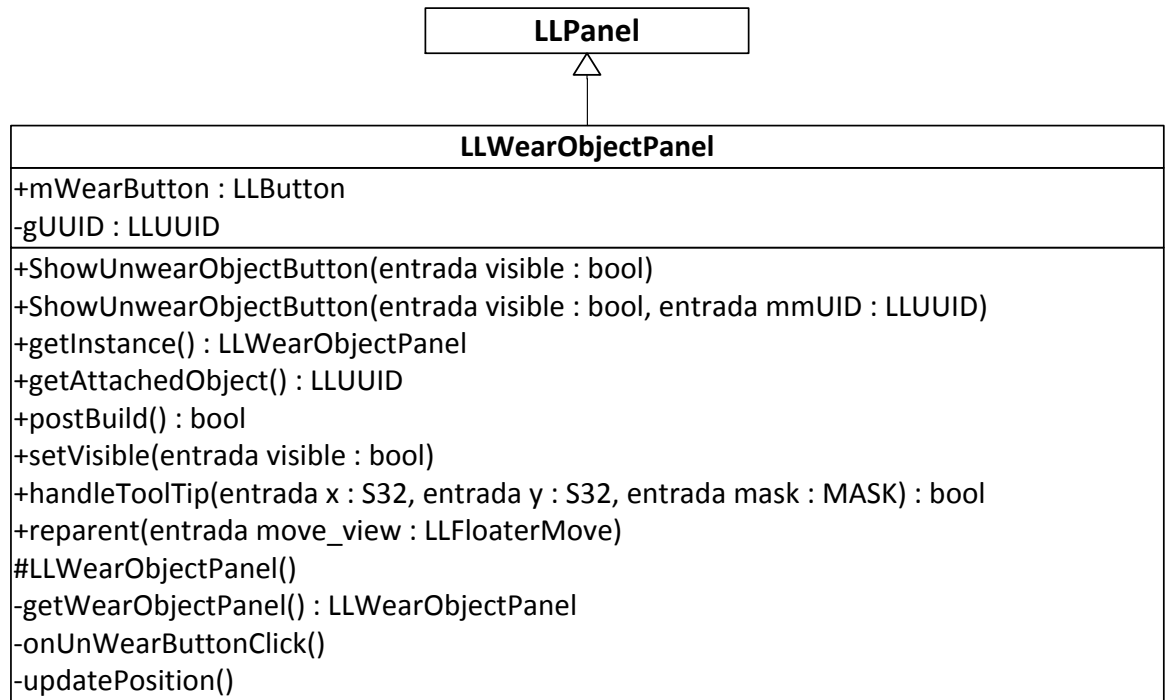 LLPanel
LLWearObjectPanel
+mWearButton : LLButton
-gUUID : LLUUID
+ShowUnwearObjectButton(entrada visible : bool)
+ShowUnwearObjectButton(entrada visible : bool, entrada mmUID : LLUUID)
+getInstance() : LLWearObjectPanel
+getAttachedObject() : LLUUID
+postBuild() : bool
+setVisible(entrada visible : bool)
+handleToolTip(entrada x : S32, entrada y : S32, entrada mask : MASK) : bool
+reparent(entrada move_view : LLFloaterMove)
#LLWearObjectPanel()
-getWearObjectPanel() : LLWearObjectPanel
-onUnWearButtonClick()
-updatePosition()